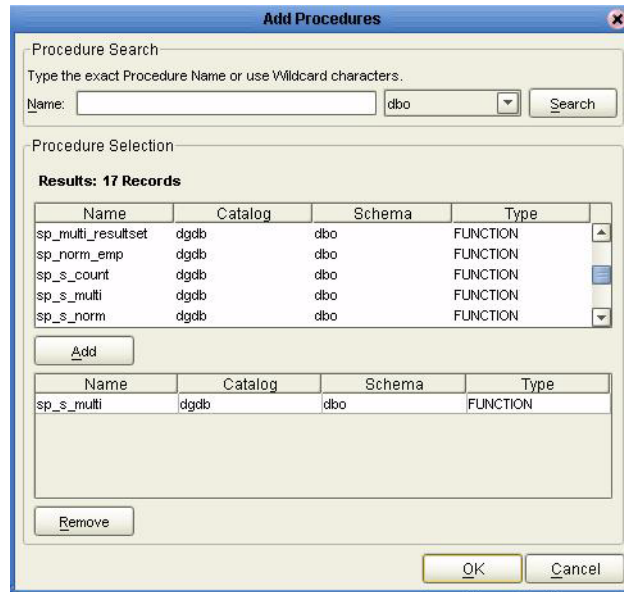 Add Procedures
Procedure Search
Type the exact Procedure Name or use Wildcard characters.
Name: dbo Search
Procedure Selection
Results: 17 Records
Name Catalog Schema Type
sp_multi_resultset dgdb dbo FUNCTION
sp_norm_emp dgdb dbo FUNCTION
sp_s_count dgdb dbo FUNCTION
sp_s_multi dgdb dbo FUNCTION
sp_s_norm dgdb dbo FUNCTION
Add
Name Catalog Schema Type
sp_s_multi dgdb dbo FUNCTION
Remove
OK Cancel